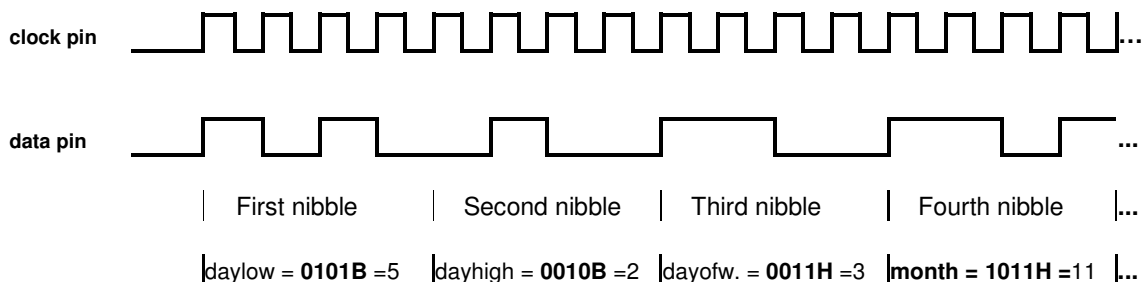 clock pin ...
data pin ...
First nibble Second nibble Third nibble Fourth nibble ...
daylow = 0101B =5 dayhigh = 0010B =2 dayofw. = 0011H =3 month = 1011H =11 ...